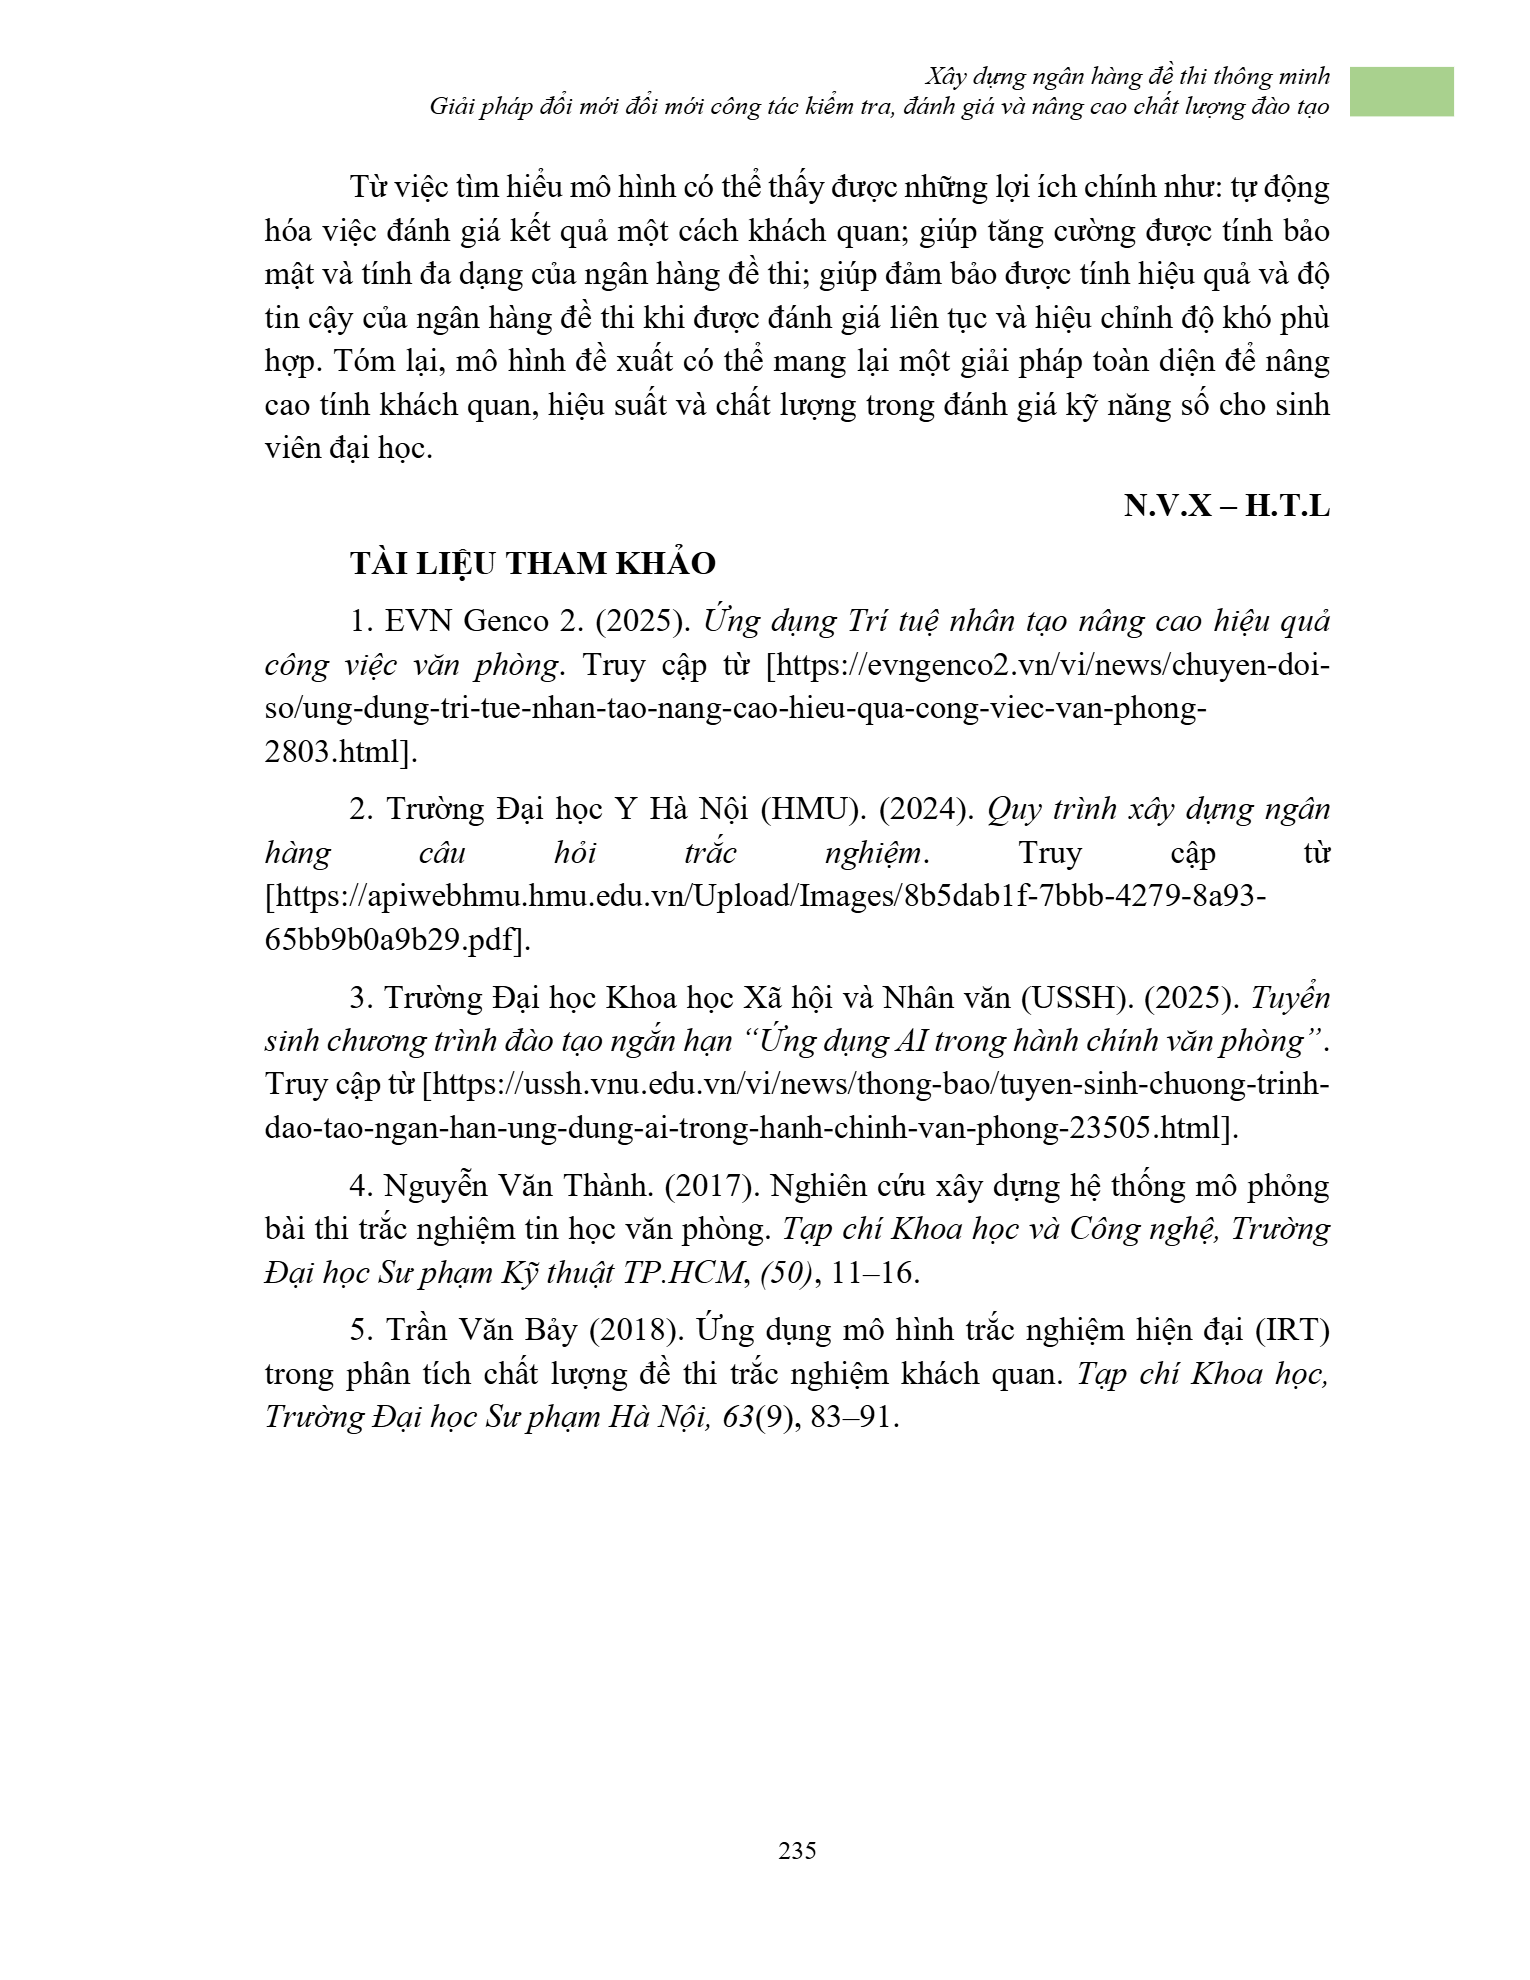 Xây dựng ngân hàng đề thi thông minh
Giải pháp đổi mới đổi mới công tác kiểm tra, đánh giá và nâng cao chất lượng đào tạo
Từ việc tìm hiểu mô hình có thể thấy được những lợi ích chính như: tự động
hóa việc đánh giá kết quả một cách khách quan; giúp tăng cường được tính bảo
mật và tính đa dạng của ngân hàng đề thi; giúp đảm bảo được tính hiệu quả và độ
tin cậy của ngân hàng đề thi khi được đánh giá liên tục và hiệu chỉnh độ khó phù
hợp. Tóm lại, mô hình đề xuất có thể mang lại một giải pháp toàn diện để nâng
cao tính khách quan, hiệu suất và chất lượng trong đánh giá kỹ năng số cho sinh
viên đại học.
N.V.X – H.T.L
TÀI LIỆU THAM KHẢO
1. EVN Genco 2. (2025). Ứng dụng Trí tuệ nhân tạo nâng cao hiệu quả
công việc văn phòng. Truy cập từ [https://evngenco2.vn/vi/news/chuyen-doi-
so/ung-dung-tri-tue-nhan-tao-nang-cao-hieu-qua-cong-viec-van-phong-
2803.html].
2. Trường Đại học Y Hà Nội (HMU). (2024). Quy trình xây dựng ngân
hàng câu hỏi trắc nghiệm. Truy cập từ
[https://apiwebhmu.hmu.edu.vn/Upload/Images/8b5dab1f-7bbb-4279-8a93-
65bb9b0a9b29.pdf].
3. Trường Đại học Khoa học Xã hội và Nhân văn (USSH). (2025). Tuyển
sinh chương trình đào tạo ngắn hạn “Ứng dụng AI trong hành chính văn phòng”.
Truy cập từ [https://ussh.vnu.edu.vn/vi/news/thong-bao/tuyen-sinh-chuong-trinh-
dao-tao-ngan-han-ung-dung-ai-trong-hanh-chinh-van-phong-23505.html].
4. Nguyễn Văn Thành. (2017). Nghiên cứu xây dựng hệ thống mô phỏng
bài thi trắc nghiệm tin học văn phòng. Tạp chí Khoa học và Công nghệ, Trường
Đại học Sư phạm Kỹ thuật TP.HCM, (50), 11–16.
5. Trần Văn Bảy (2018). Ứng dụng mô hình trắc nghiệm hiện đại (IRT)
trong phân tích chất lượng đề thi trắc nghiệm khách quan. Tạp chí Khoa học,
Trường Đại học Sư phạm Hà Nội, 63(9), 83–91.
235